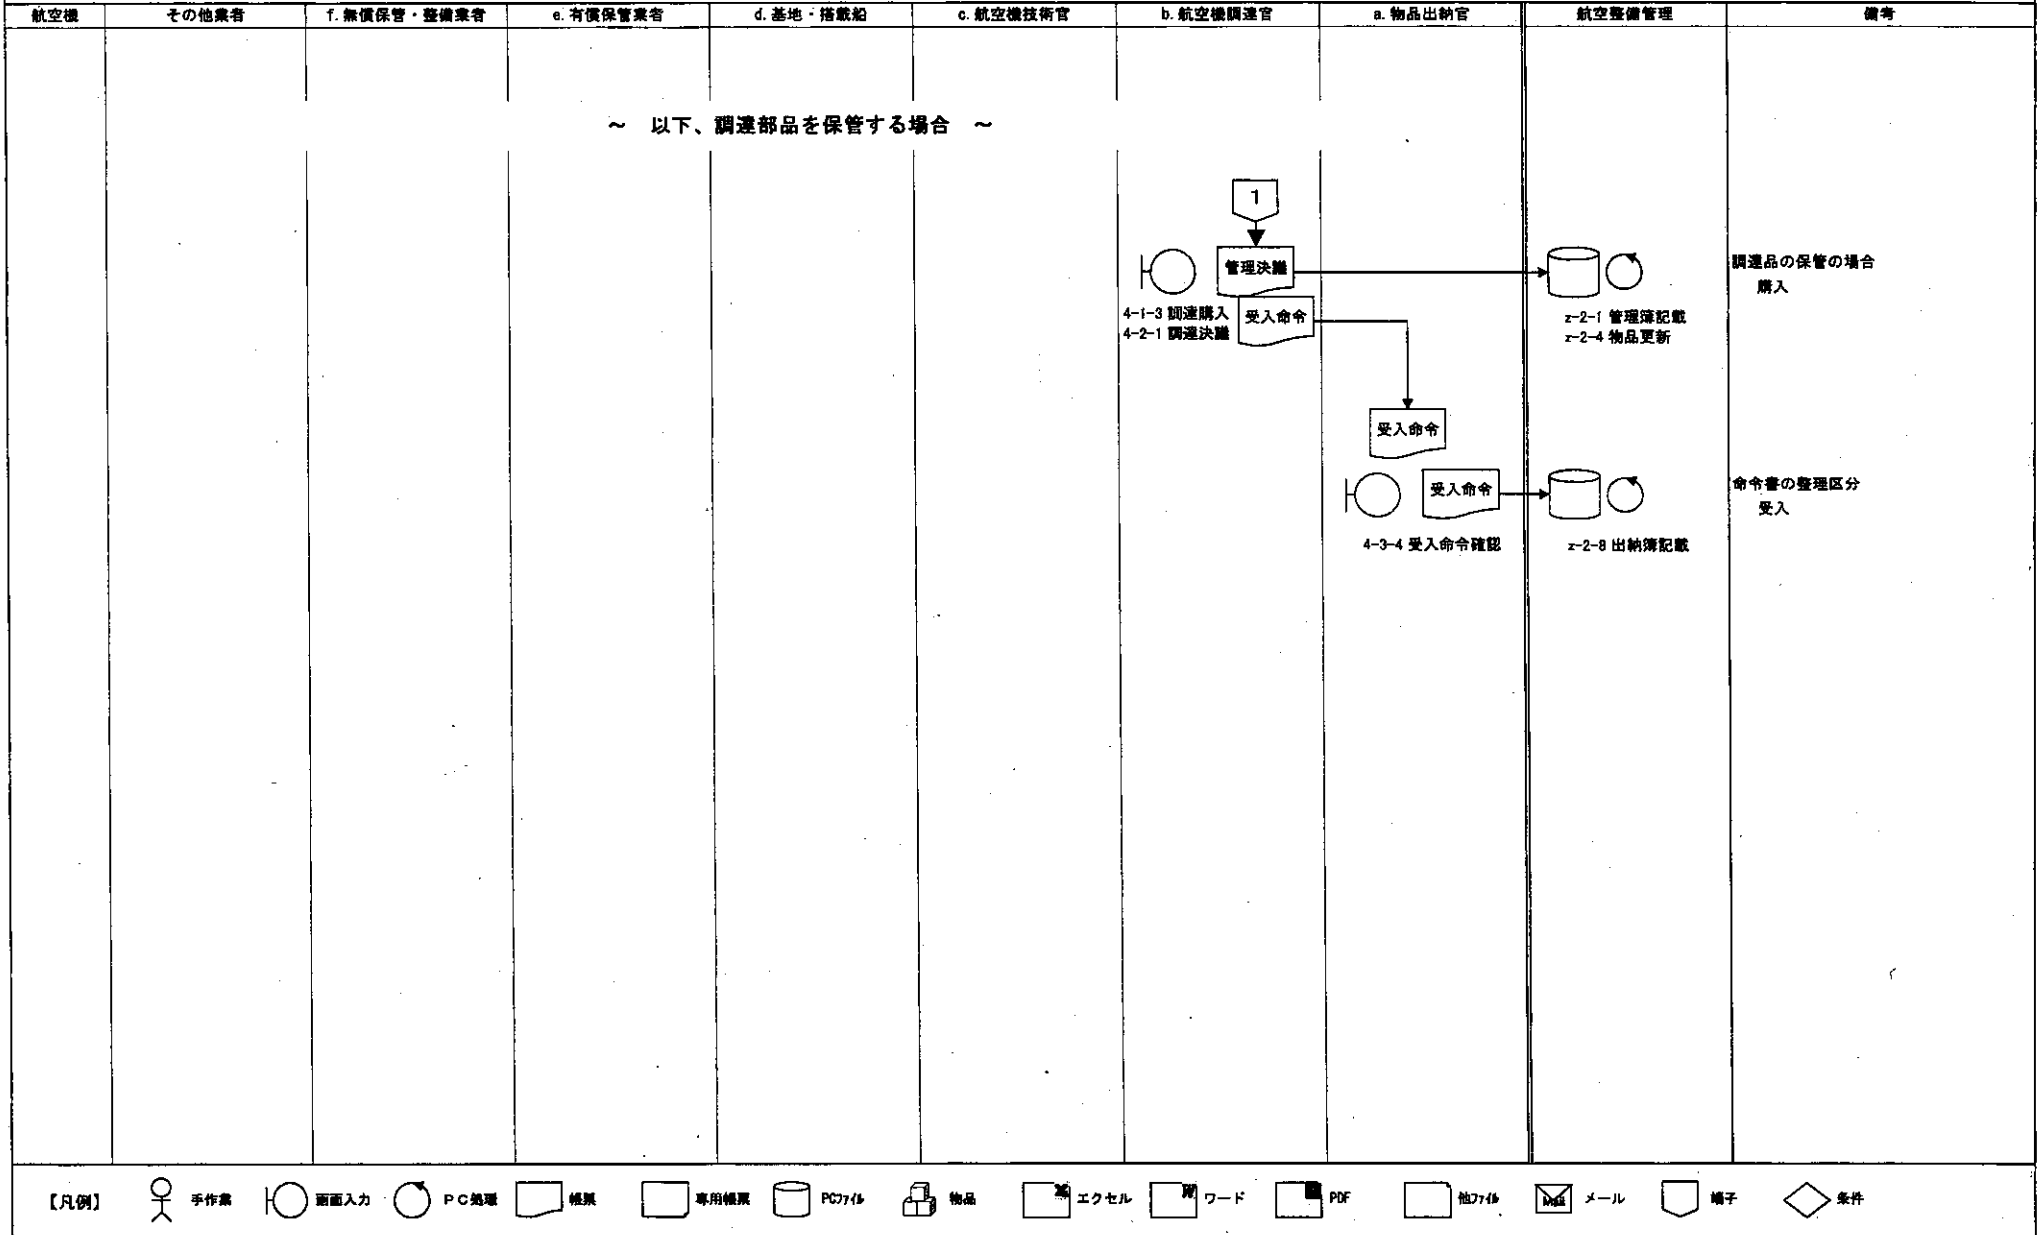 航空機 その他業者 f.無償保管・整備業者 e.有償保管業者 d.基地・搭載船 c.航空機技術官 b.航空機調達官 a.物品出納官 航空整備管理 備考
～ 以下、調達部品を保管する場合 ～
1
管理決議
調達品の保管の場合
購入
4-1-3 調達購入
4-2-1 調達決議
受入命令
z-2-1 管理簿記載
z-2-4 物品更新
受入命令
受入命令
命令書の整理区分
受入
4-3-4 受入命令確認
z-2-8 出納簿記載
【凡例】 手作業 画面入力 PC処理 帳票 専用帳票 PCファイル 物品 エクセル ワード PDF 他ファイル Mail メール 端子 条件